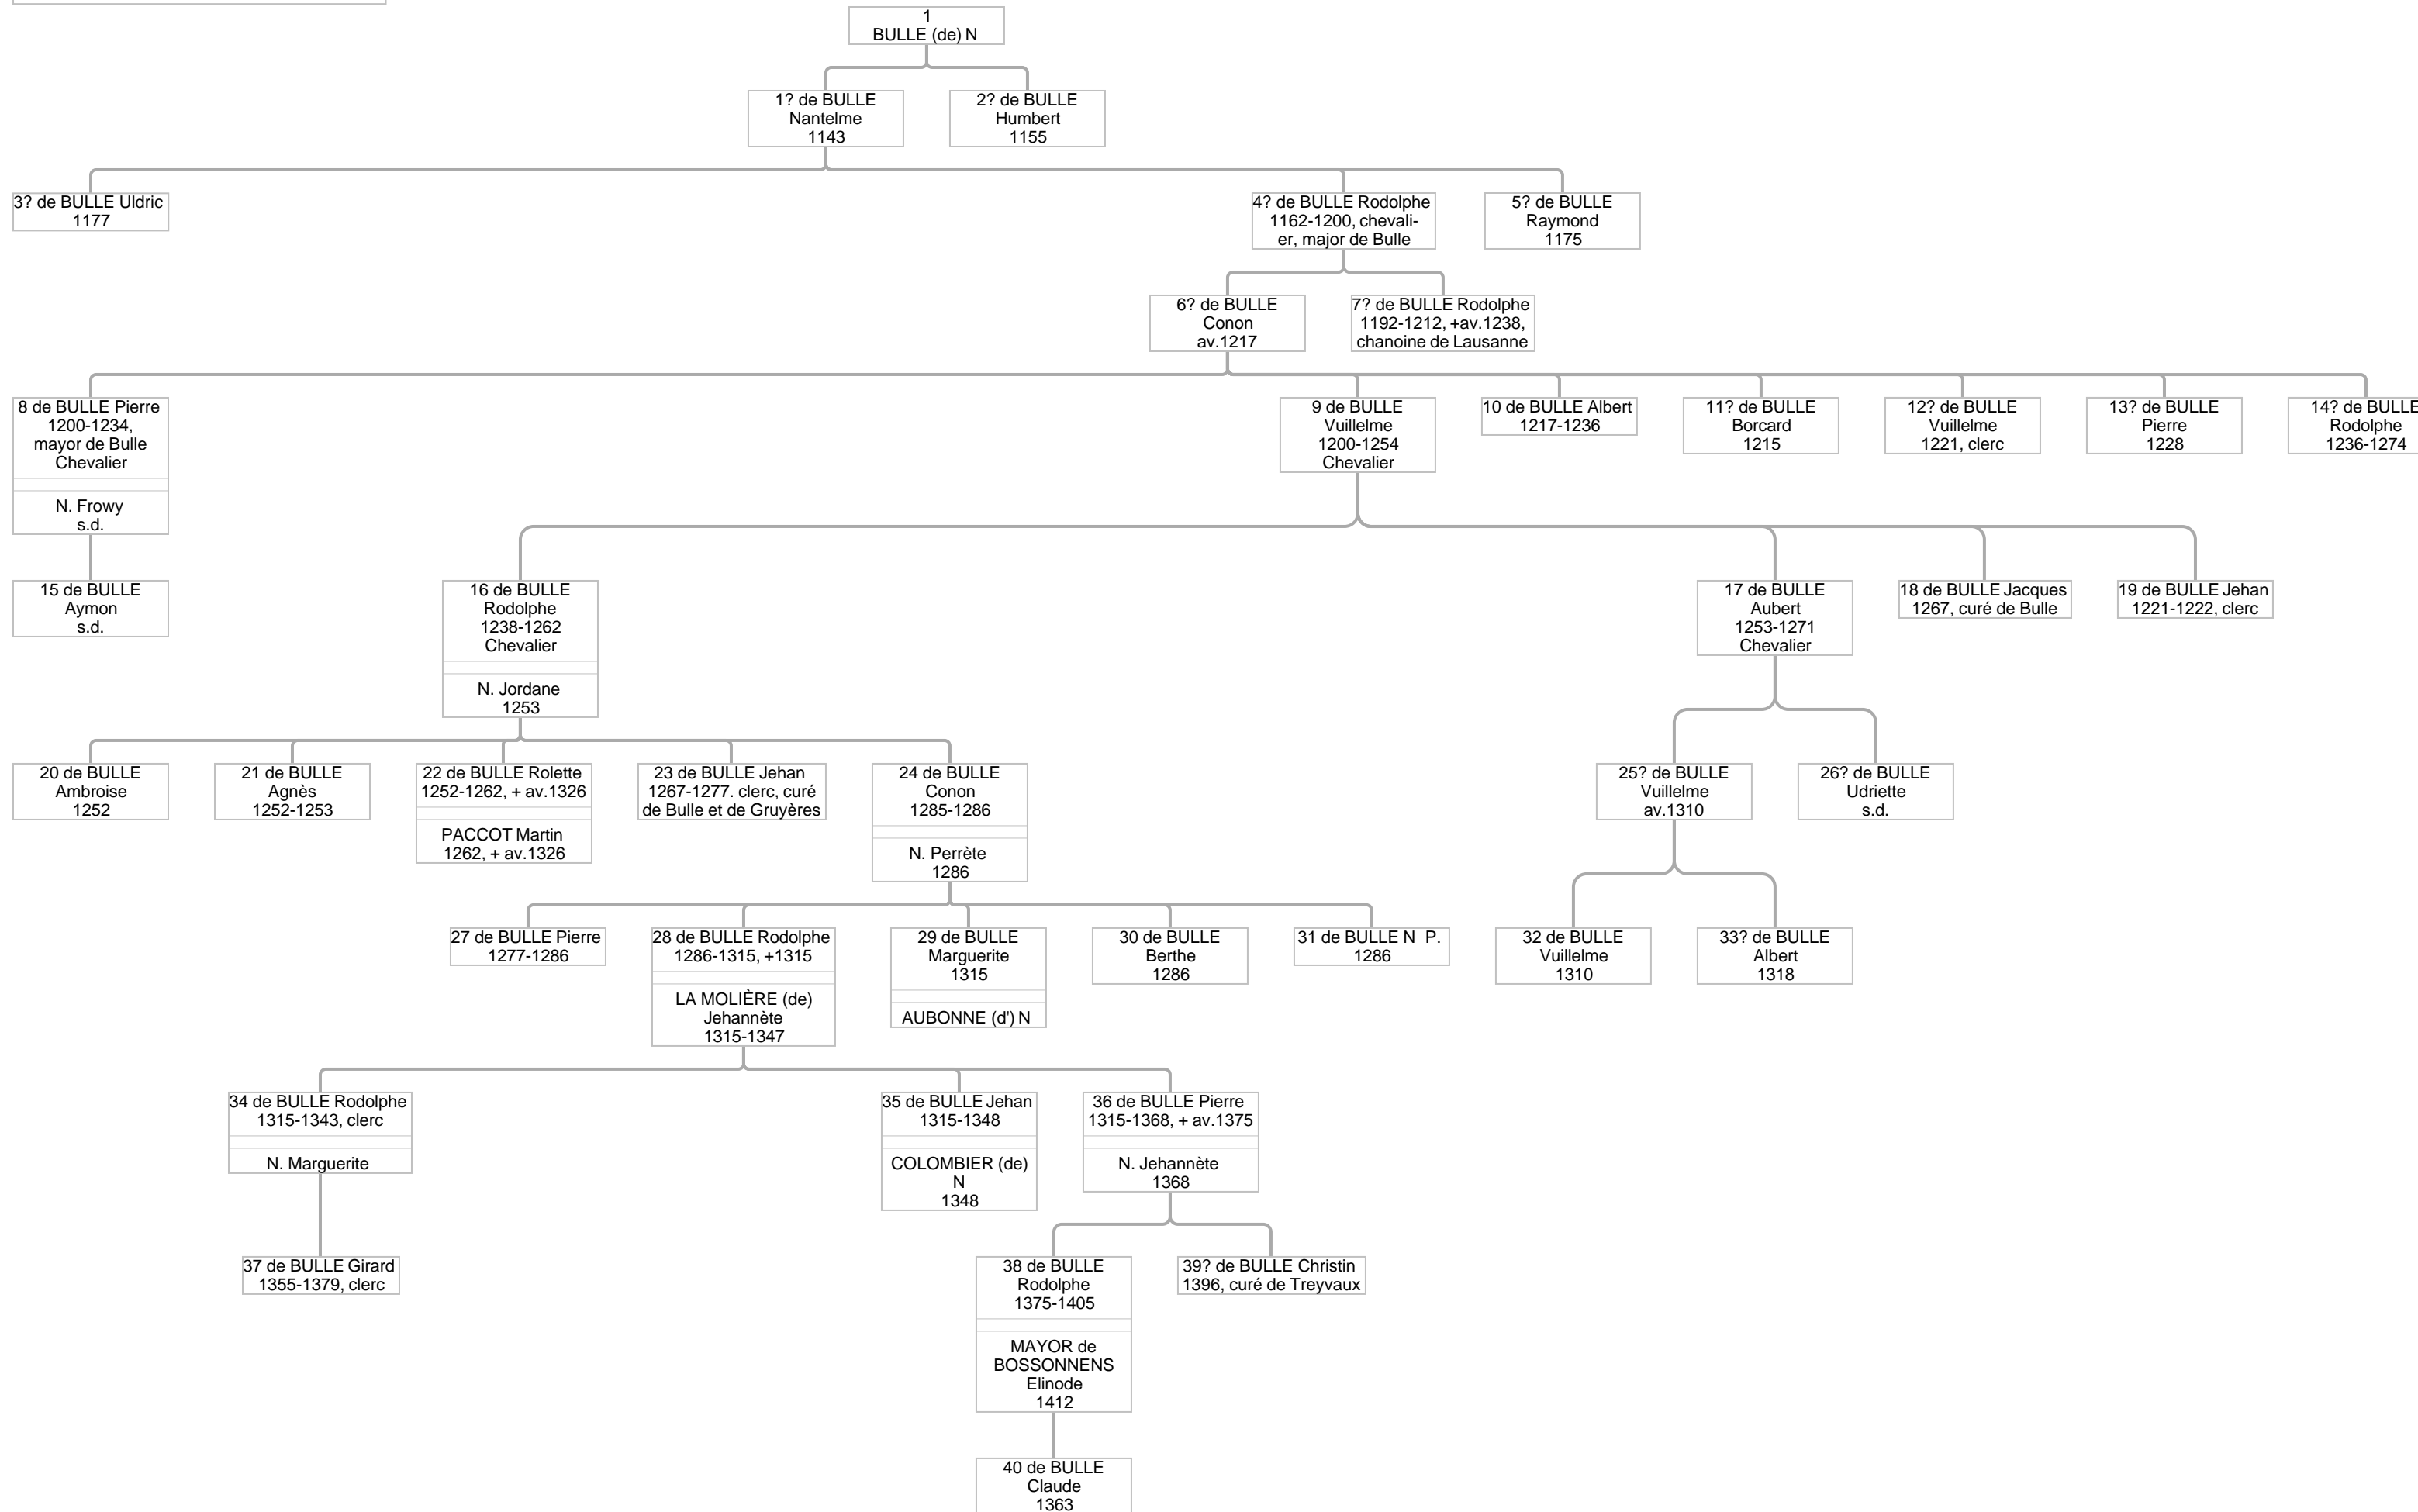 1
BULLE (de) N
1? de BULLE
Nantelme
1143
2? de BULLE
Humbert
1155
3? de BULLE Uldric
1177
4? de BULLE Rodolphe
1162-1200, chevali-
er, major de Bulle
5? de BULLE
Raymond
1175
6? de BULLE
Conon
av.1217
7? de BULLE Rodolphe
1192-1212, +av.1238,
chanoine de Lausanne
8 de BULLE Pierre
1200-1234,
mayor de Bulle
Chevalier
N. Frowy
s.d.
9 de BULLE
Vuillelme
1200-1254
Chevalier
10 de BULLE Albert
1217-1236
11? de BULLE
Borcard
1215
12? de BULLE
Vuillelme
1221, clerc
13? de BULLE
Pierre
1228
14? de BULLE
Rodolphe
1236-1274
15 de BULLE
Aymon
s.d.
16 de BULLE
Rodolphe
1238-1262
Chevalier
N. Jordane
1253
17 de BULLE
Aubert
1253-1271
Chevalier
18 de BULLE Jacques
1267, curé de Bulle
19 de BULLE Jehan
1221-1222, clerc
20 de BULLE
Ambroise
1252
21 de BULLE
Agnès
1252-1253
22 de BULLE Rolette
1252-1262, + av.1326
PACCOT Martin
1262, + av.1326
23 de BULLE Jehan
1267-1277. clerc, curé
de Bulle et de Gruyères
24 de BULLE
Conon
1285-1286
N. Perrète
1286
25? de BULLE
Vuillelme
av.1310
26? de BULLE
Udriette
s.d.
27 de BULLE Pierre
1277-1286
28 de BULLE Rodolphe
1286-1315, +1315
LA MOLIÈRE (de)
Jehannète
1315-1347
29 de BULLE
Marguerite
1315
AUBONNE (d') N
30 de BULLE
Berthe
1286
31 de BULLE N P.
1286
32 de BULLE
Vuillelme
1310
33? de BULLE
Albert
1318
34 de BULLE Rodolphe
1315-1343, clerc
N. Marguerite
35 de BULLE Jehan
1315-1348
COLOMBIER (de)
N
1348
36 de BULLE Pierre
1315-1368, + av.1375
N. Jehannète
1368
37 de BULLE Girard
1355-1379, clerc
38 de BULLE
Rodolphe
1375-1405
MAYOR de
BOSSONNENS
Elinode
1412
39? de BULLE Christin
1396, curé de Treyvaux
40 de BULLE
Claude
1363